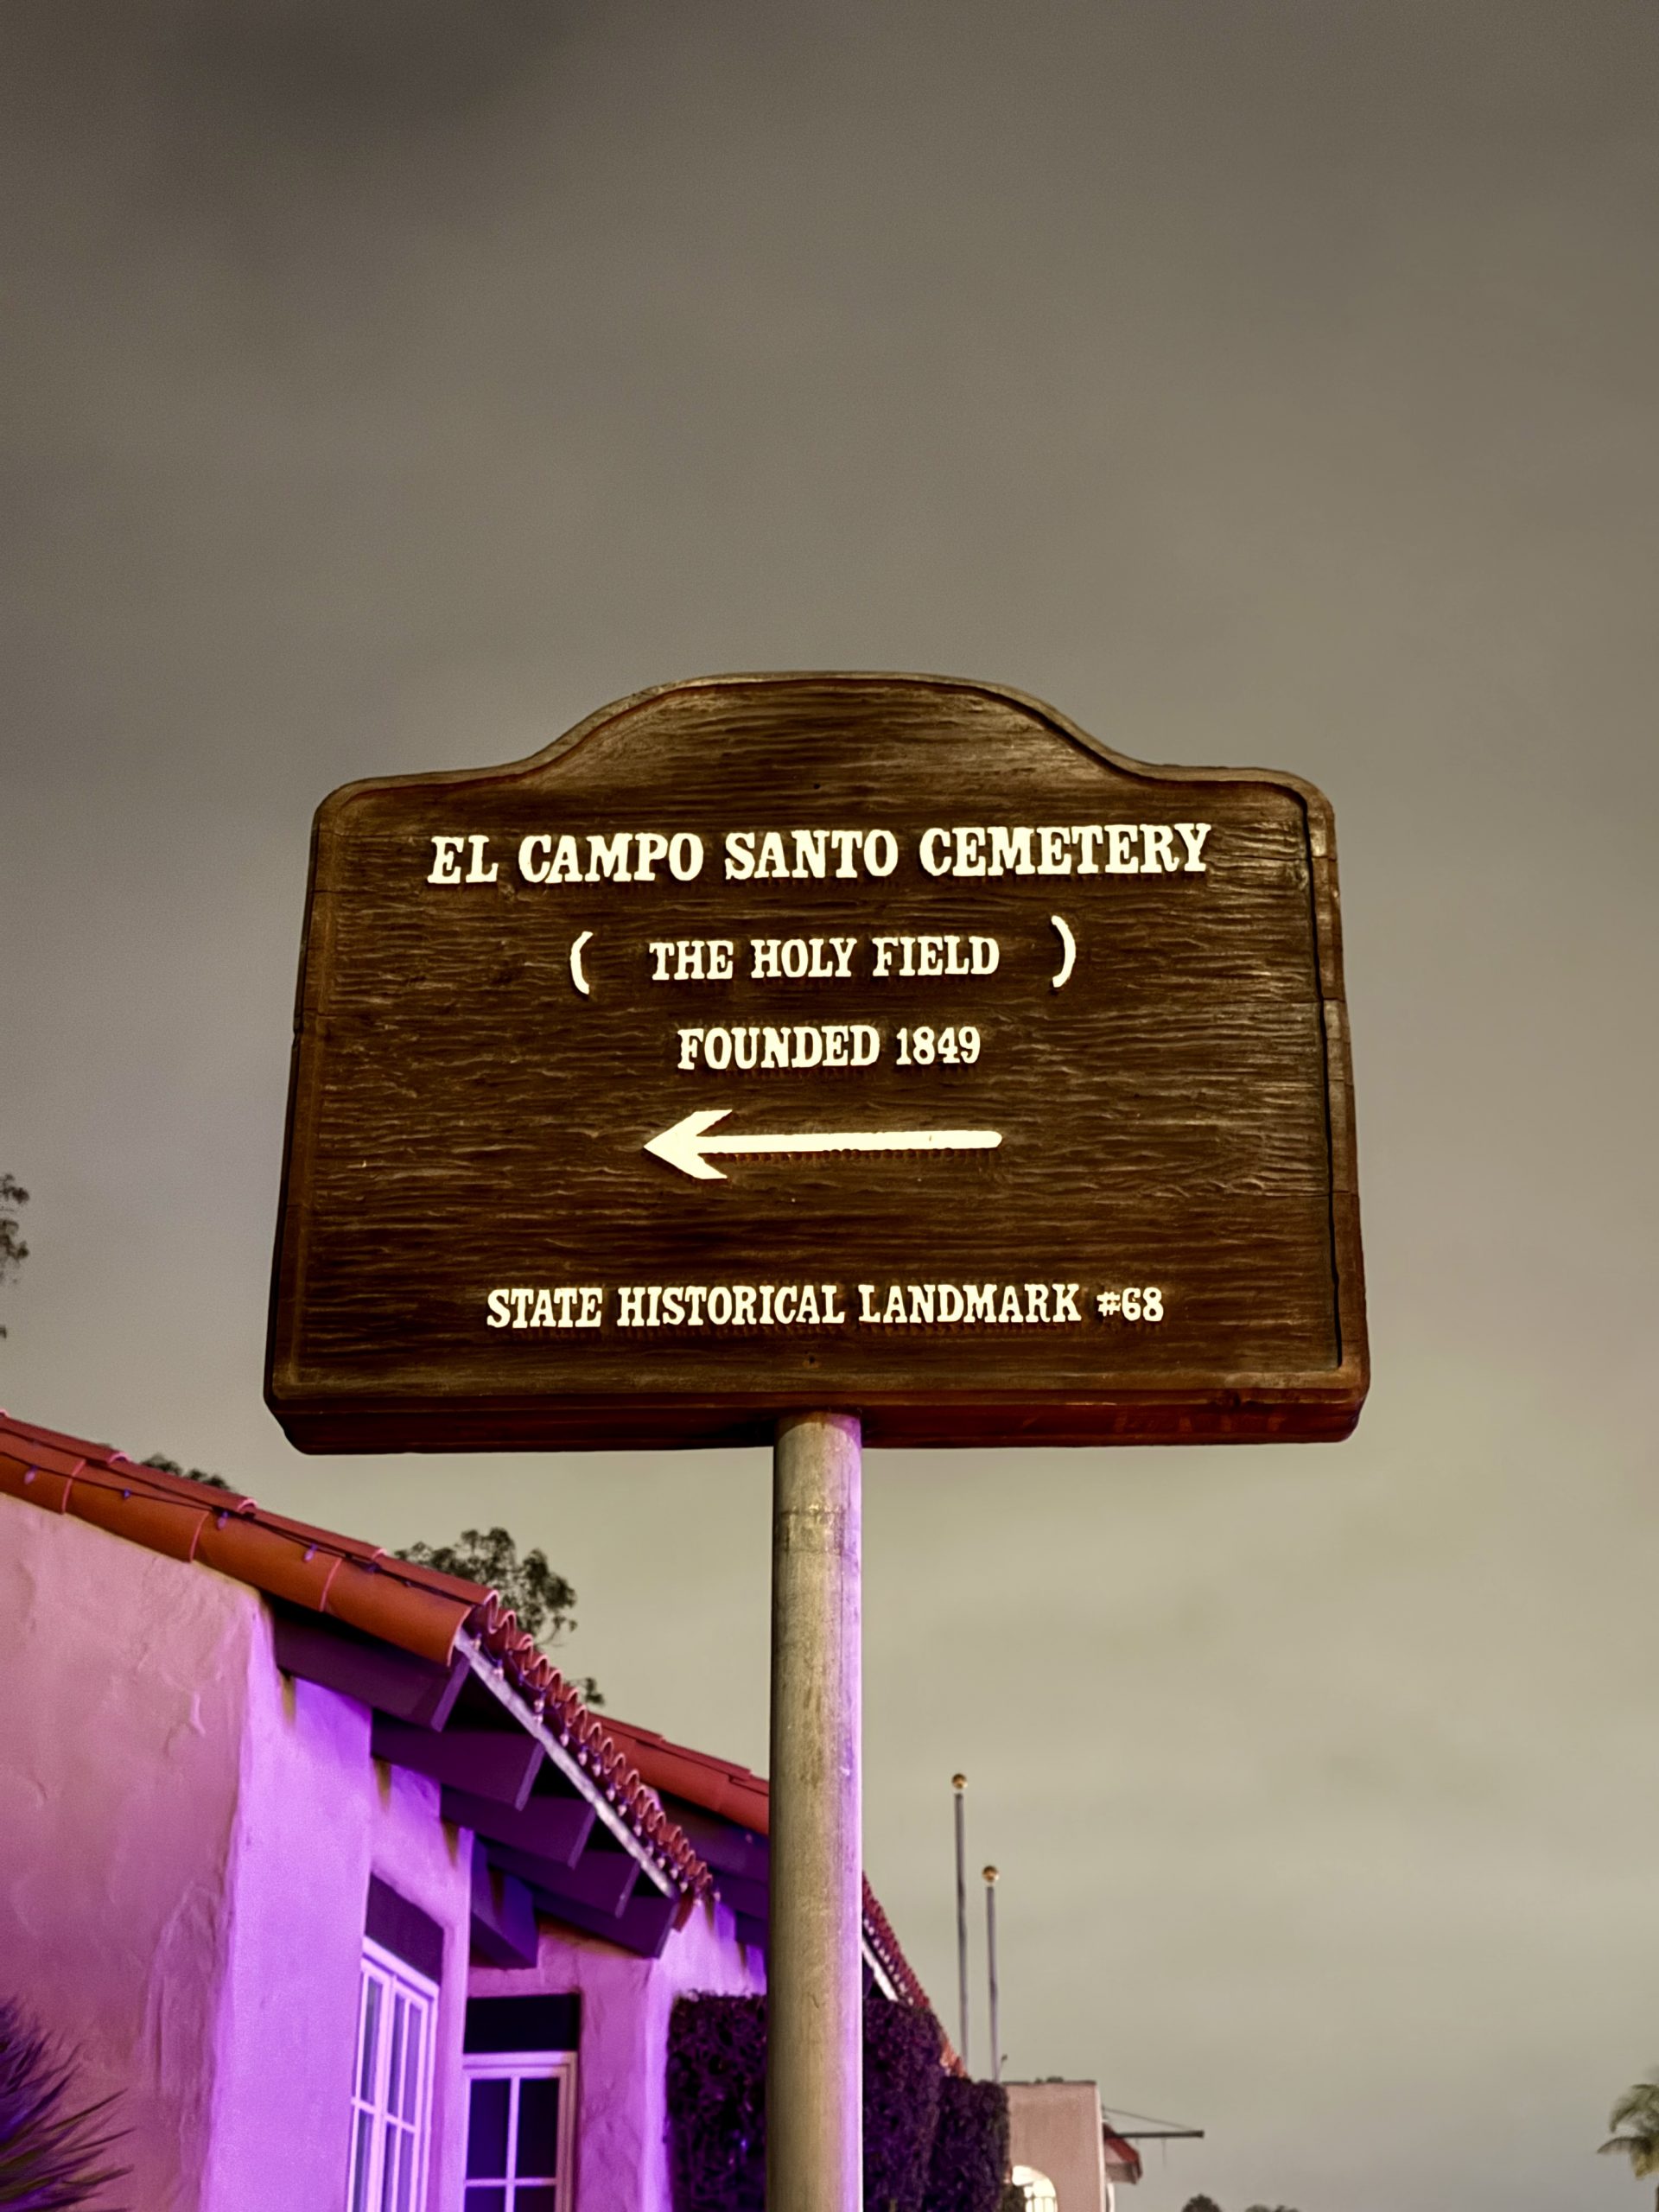 EL CAMPO SANTO CEMETERY
( THE HOLY FIELD )
FOUNDED 1849
STATE HISTORICAL LANDMARK #68